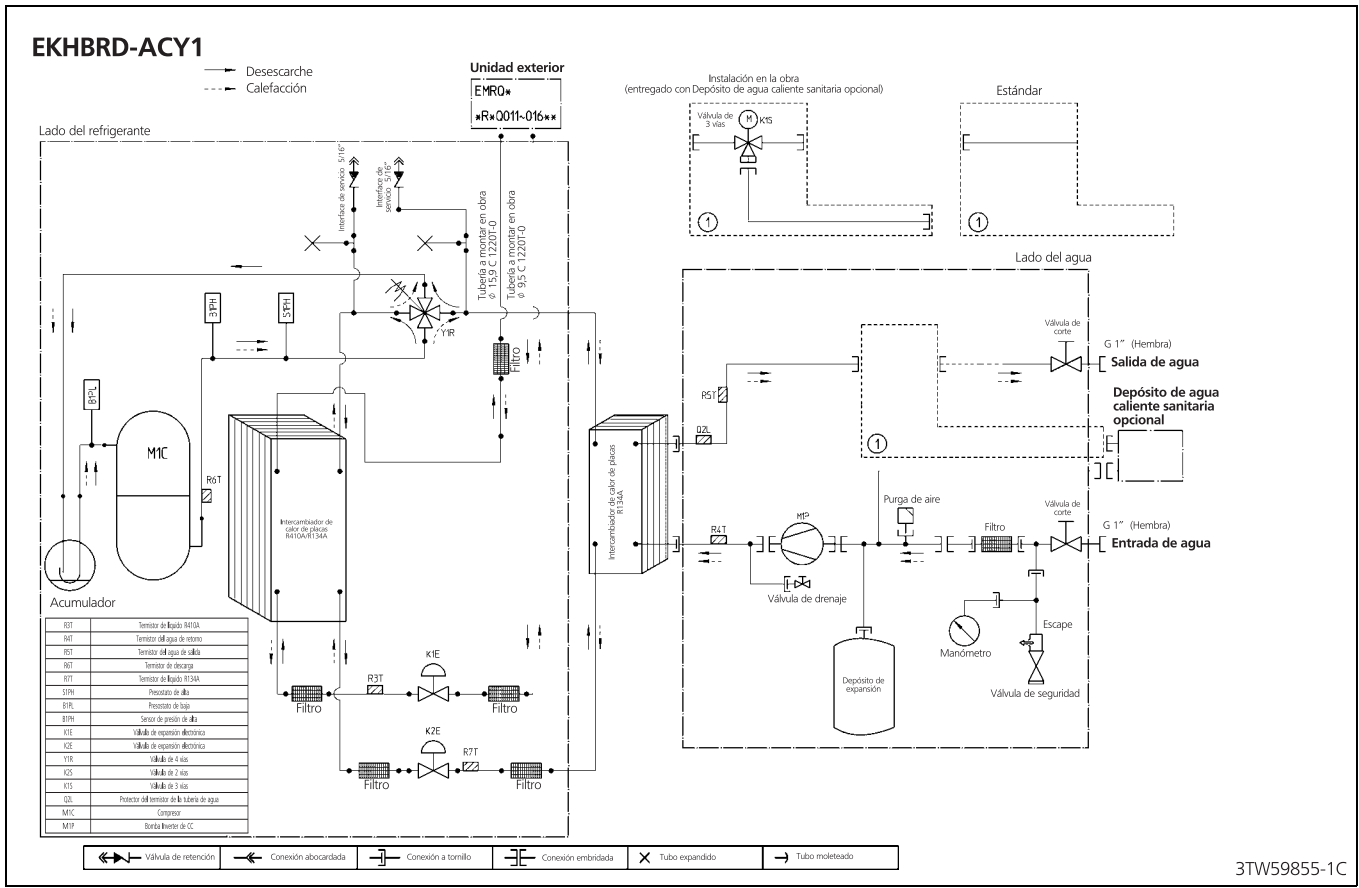 EKHBRD-ACY1
Desescarche
Calefacción
Unidad exterior
EMRQ*
*R*Q011~016**
Instalación en la obra
(entregado con Depósito de agua caliente sanitaria opcional)
Válvula de
3 vías
M
K1S
1
Estándar
1
Lado del refrigerante
Interface de servicio 5/16"
Interface de
servicio 5/16"
Tubería a montar en obra
ϕ 15,9 C 1220T-0
Tubería a montar en obra
ϕ 9,5 C 1220T-0
B1PH
S1PH
Y1R
Filtro
B1PL
M1C
R6T
Acumulador
Intercambiador de
calor de placas
R410A/R134A
Intercambiador de calor de placas
R134A
K1E
R3T
Filtro
Filtro
K2E
R7T
Filtro
Filtro
Lado del agua
Válvula de
corte
G 1" (Hembra)
Salida de agua
Depósito de agua
caliente sanitaria
opcional
R5T
Q2L
1
Purga de aire
Filtro
Válvula de
corte
G 1" (Hembra)
Entrada de agua
R4T
M1P
Válvula de drenaje
Depósito de
expansión
Manómetro
Escape
Válvula de seguridad
R3T Termistor de líquido R410A
R4T Termistor del agua de retorno
R5T Termistor del agua de salida
R6T Termistor de descarga
R7T Termistor de líquido R134A
S1PH Presostato de alta
B1PL Presostato de baja
B1PH Sensor de presión de alta
K1E Válvula de expansión electrónica
K2E Válvula de expansión electrónica
Y1R Válvula de 4 vías
K2S Válvula de 2 vías
K1S Válvula de 3 vías
Q2L Protector del termistor de la tubería de agua
M1C Compresor
M1P Bomba Inverter de CC
Válvula de retención
Conexión abocardada
Conexión a tornillo
Conexión embridada
Tubo expandido
Tubo moleteado
3TW59855-1C